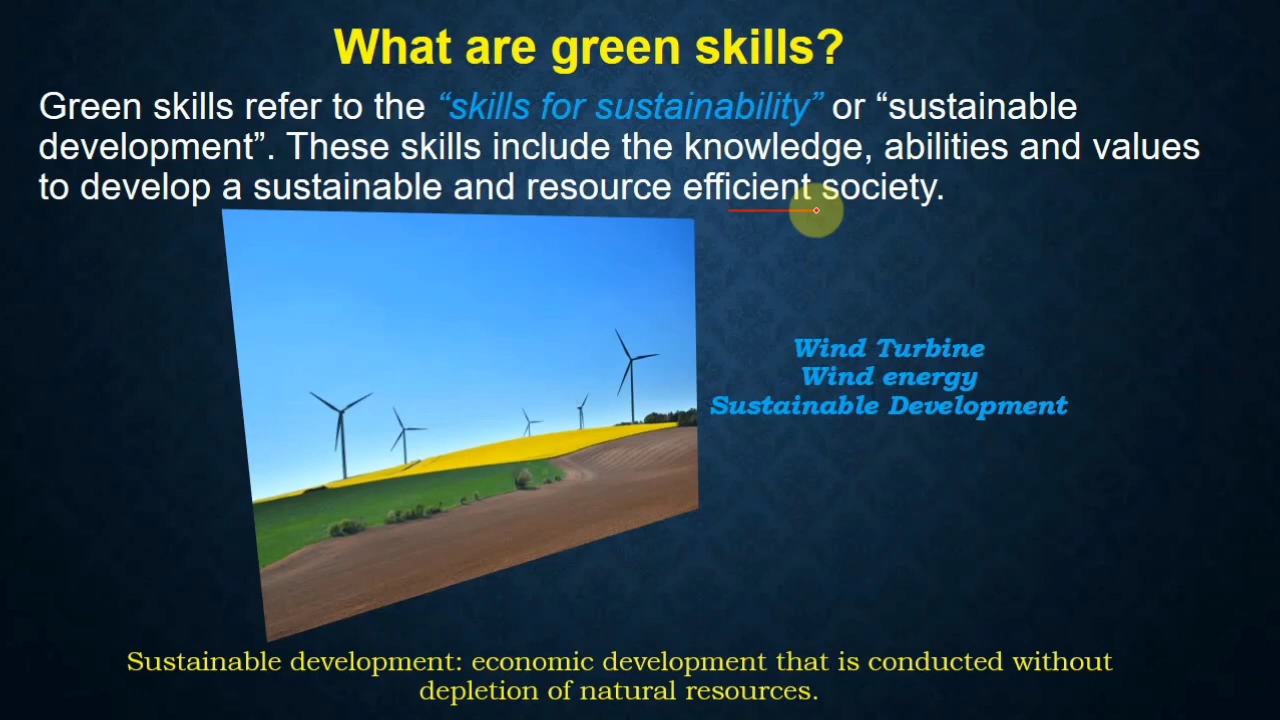 What are green skills?
Green skills refer to the “skills for sustainability” or “sustainable
development”. These skills include the knowledge, abilities and values
to develop a sustainable and resource efficient society.
Wind Turbine
Wind energy
Sustainable Development
Sustainable development: economic development that is conducted without
depletion of natural resources.